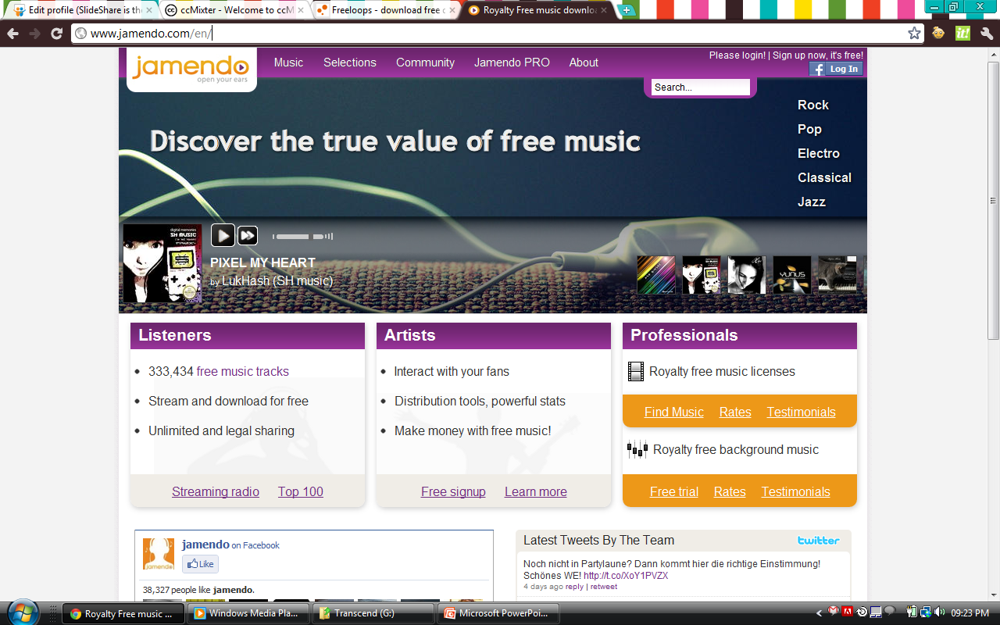 Edit profile (SlideShare is the
ccMixter - Welcome to ccM
Freeloops - download free
Royalty Free music downlo
www.jamendo.com/en/
jamendo
open your ears
Music
Selections
Community
Jamendo PRO
About
Please login! | Sign up now, it's free!
f Log In
Search...
Discover the true value of free music
Rock
Pop
Electro
Classical
Jazz
digital memories
SH MUSIC
PIXEL MY HEART
by LukHash (SH music)
YUNUS
Listeners
333,434 free music tracks
Stream and download for free
Unlimited and legal sharing
Streaming radio
Top 100
Artists
Interact with your fans
Distribution tools, powerful stats
Make money with free music!
Free signup
Learn more
Professionals
Royalty free music licenses
Find Music
Rates
Testimonials
Royalty free background music
Free trial
Rates
Testimonials
jamendo
jamendo on Facebook
Like
38,327 people like jamendo.
Latest Tweets By The Team
twitter
Noch nicht in Partylaune? Dann kommt hier die richtige Einstimmung!
Schönes WE! http://t.co/XoY1PVZX
4 days ago reply | retweet
Royalty Free music ...
Windows Media Pla...
Transcend (G:)
Microsoft PowerPoi...
09:23 PM